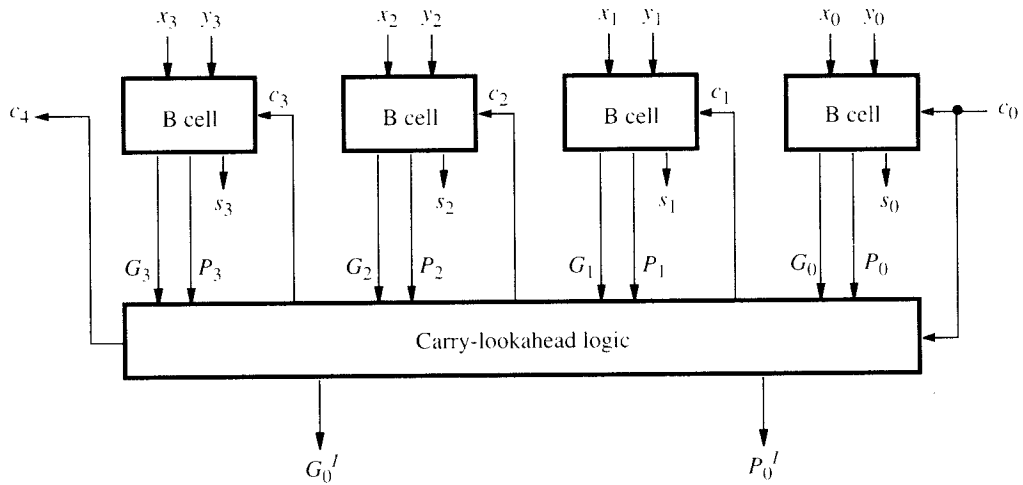 x₃ y₃ x₂ y₂ x₁ y₁ x₀ y₀
c₄ B cell c₃ B cell c₂ B cell c₁ B cell c₀
s₃ s₂ s₁ s₀
G₃ P₃ G₂ P₂ G₁ P₁ G₀ P₀
Carry-lookahead logic
G₀ᴵ P₀ᴵ